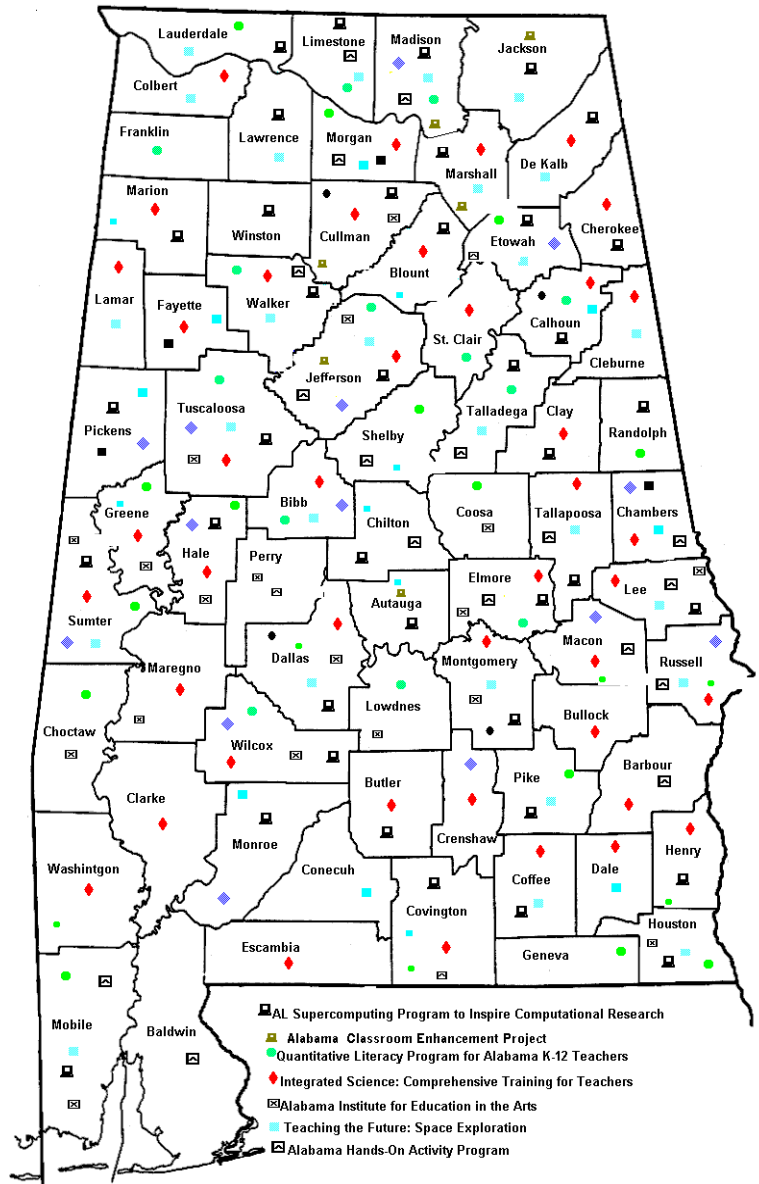 Lauderdale
Limestone
Madison
Jackson
Colbert
Franklin
Lawrence
Morgan
Marshall
De Kalb
Marion
Winston
Cullman
Blount
Etowah
Cherokee
Lamar
Fayette
Walker
St. Clair
Calhoun
Cleburne
Jefferson
Pickens
Tuscaloosa
Shelby
Talladega
Clay
Randolph
Greene
Hale
Bibb
Perry
Chilton
Coosa
Tallapoosa
Chambers
Sumter
Autauga
Elmore
Lee
Maregno
Dallas
Lowdnes
Montgomery
Macon
Russell
Bullock
Choctaw
Wilcox
Butler
Crenshaw
Pike
Barbour
Clarke
Monroe
Conecuh
Covington
Coffee
Dale
Henry
Washintgon
Escambia
Geneva
Houston
Mobile
Baldwin
AL Supercomputing Program to Inspire Computational Research
Alabama Classroom Enhancement Project
Quantitative Literacy Program for Alabama K-12 Teachers
Integrated Science: Comprehensive Training for Teachers
Alabama Institute for Education in the Arts
Teaching the Future: Space Exploration
Alabama Hands-On Activity Program